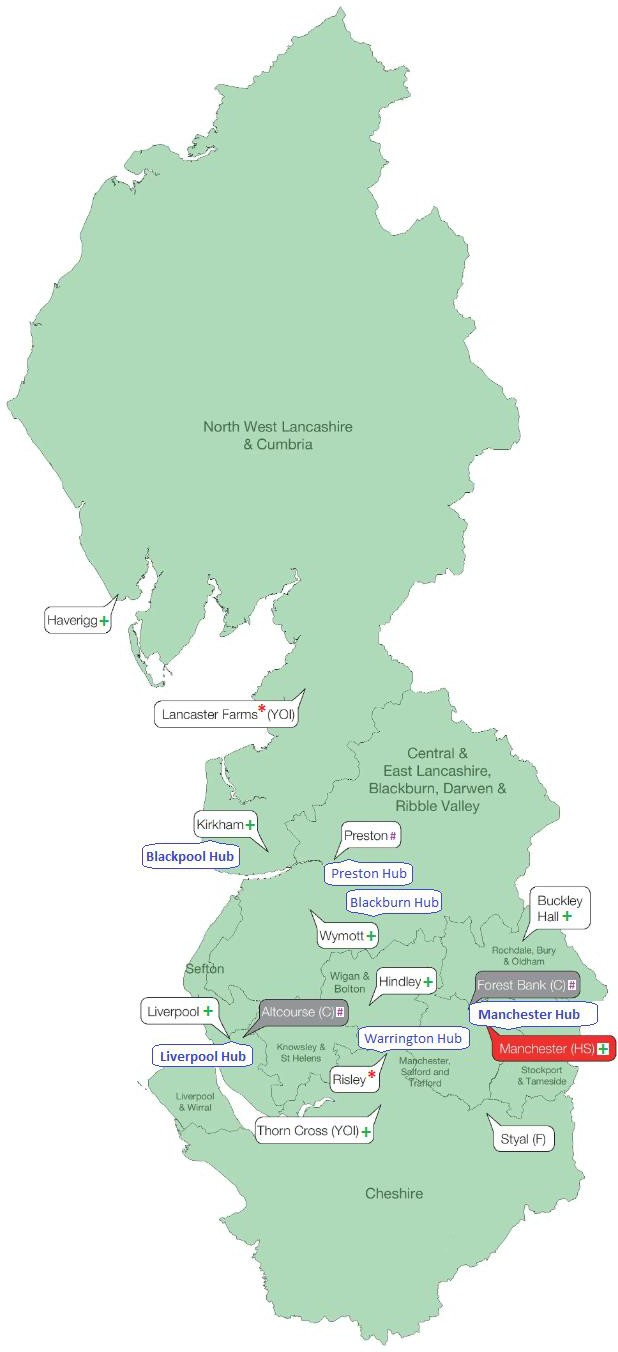 North West Lancashire
& Cumbria
Haverigg+
Lancaster Farms* (YOI)
Central &
East Lancashire,
Blackburn, Darwen &
Ribble Valley
Kirkham+
Preston#
Blackpool Hub
Preston Hub
Blackburn Hub
Buckley
Hall+
Wymott+
Rochdale, Bury
& Oldham
Sefton
Wigan &
Bolton
Hindley+
Forest Bank (C)#
Liverpool+
Altcourse (C)#
Manchester Hub
Warrington Hub
Liverpool Hub
Knowsley &
St Helens
Manchester (HS)+
Manchester,
Salford and
Trafford
Risley*
Stockport
& Tameside
Liverpool
& Wirral
Thorn Cross (YOI)+
Styal (F)
Cheshire